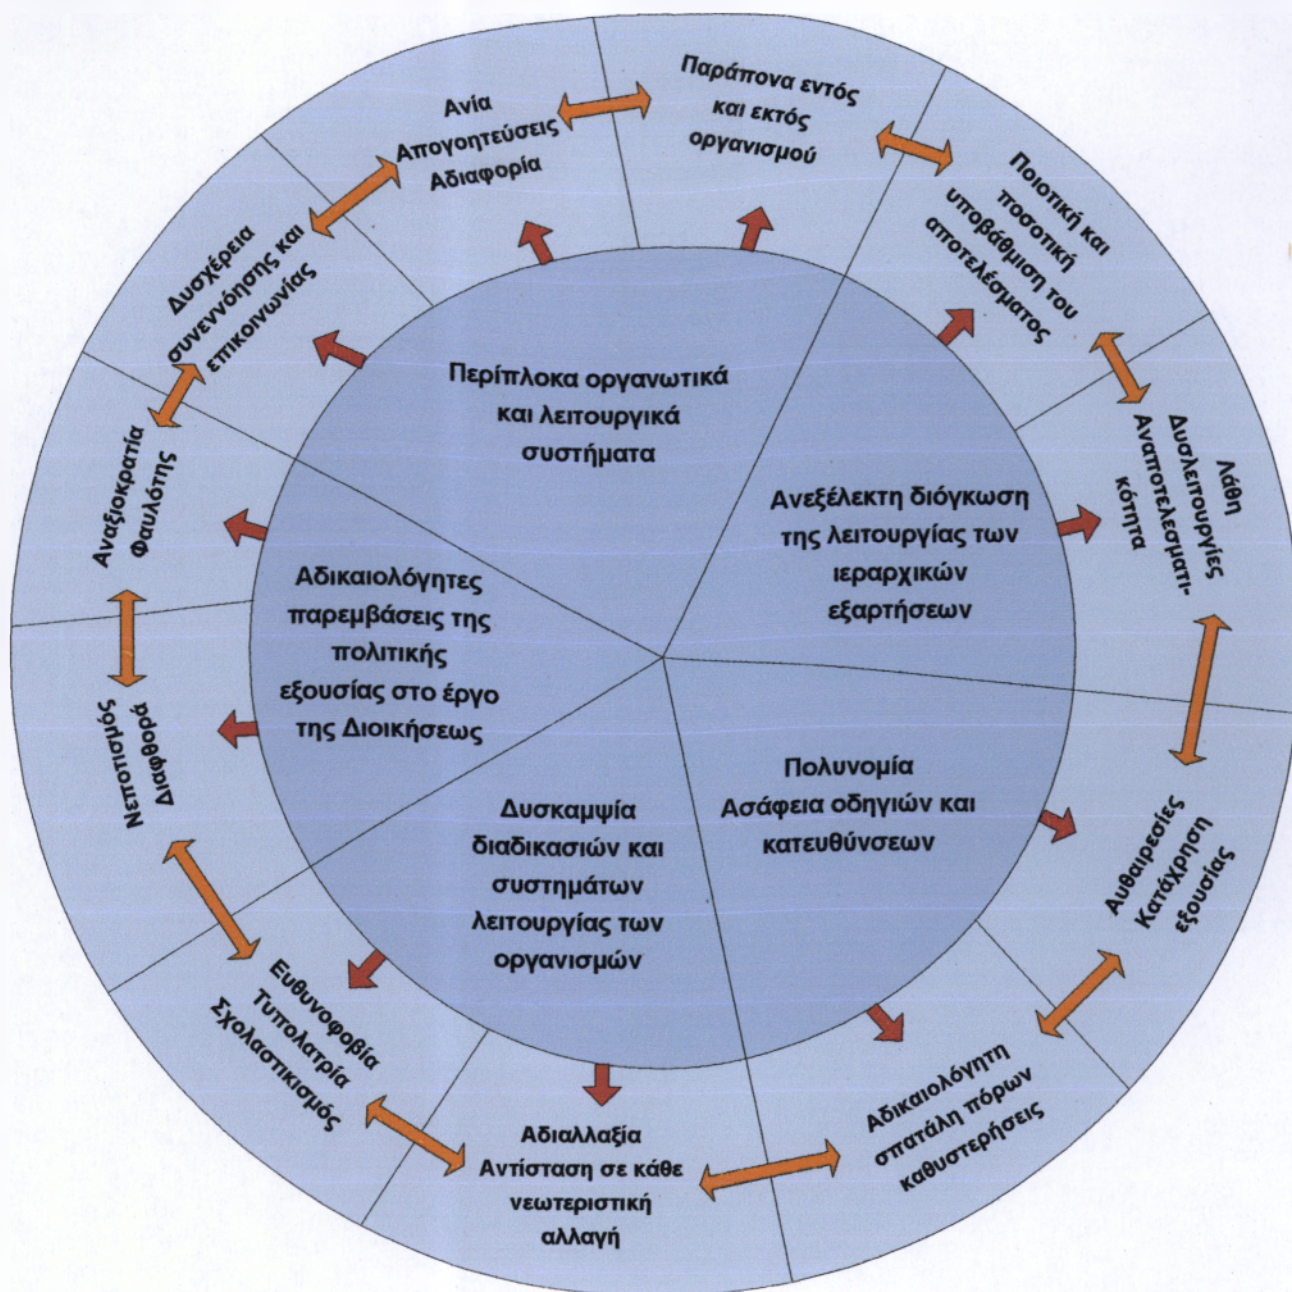 Παράπονα εντός
και εκτός
οργανισμού
Ποιοτική και
ποσοτική
υποβάθμιση του
αποτελέσματος
Λάθη
Δυσλειτουργίες
Αναποτελεσματι-
κότητα
Αυθαιρεσίες
Κατάχρηση
εξουσίας
Αδικαιολόγητη
σπατάλη πόρων
καθυστερήσεις
Αδιαλλαξία
Αντίσταση σε κάθε
νεωτεριστική
αλλαγή
Ευθυνοφοβία
Τυπολατρία
Σχολαστικισμός
Νεποτισμός
Διαφθορά
Αναξιοκρατία
Φαυλότης
Δυσχέρεια
συνεννόησης και
επικοινωνίας
Ανία
Απογοητεύσεις
Αδιαφορία
Περίπλοκα οργανωτικά
και λειτουργικά
συστήματα
Ανεξέλεκτη διόγκωση
της λειτουργίας των
ιεραρχικών
εξαρτήσεων
Πολυνομία
Ασάφεια οδηγιών και
κατευθύνσεων
Δυσκαμψία
διαδικασιών και
συστημάτων
λειτουργίας των
οργανισμών
Αδικαιολόγητες
παρεμβάσεις της
πολιτικής
εξουσίας στο έργο
της Διοικήσεως